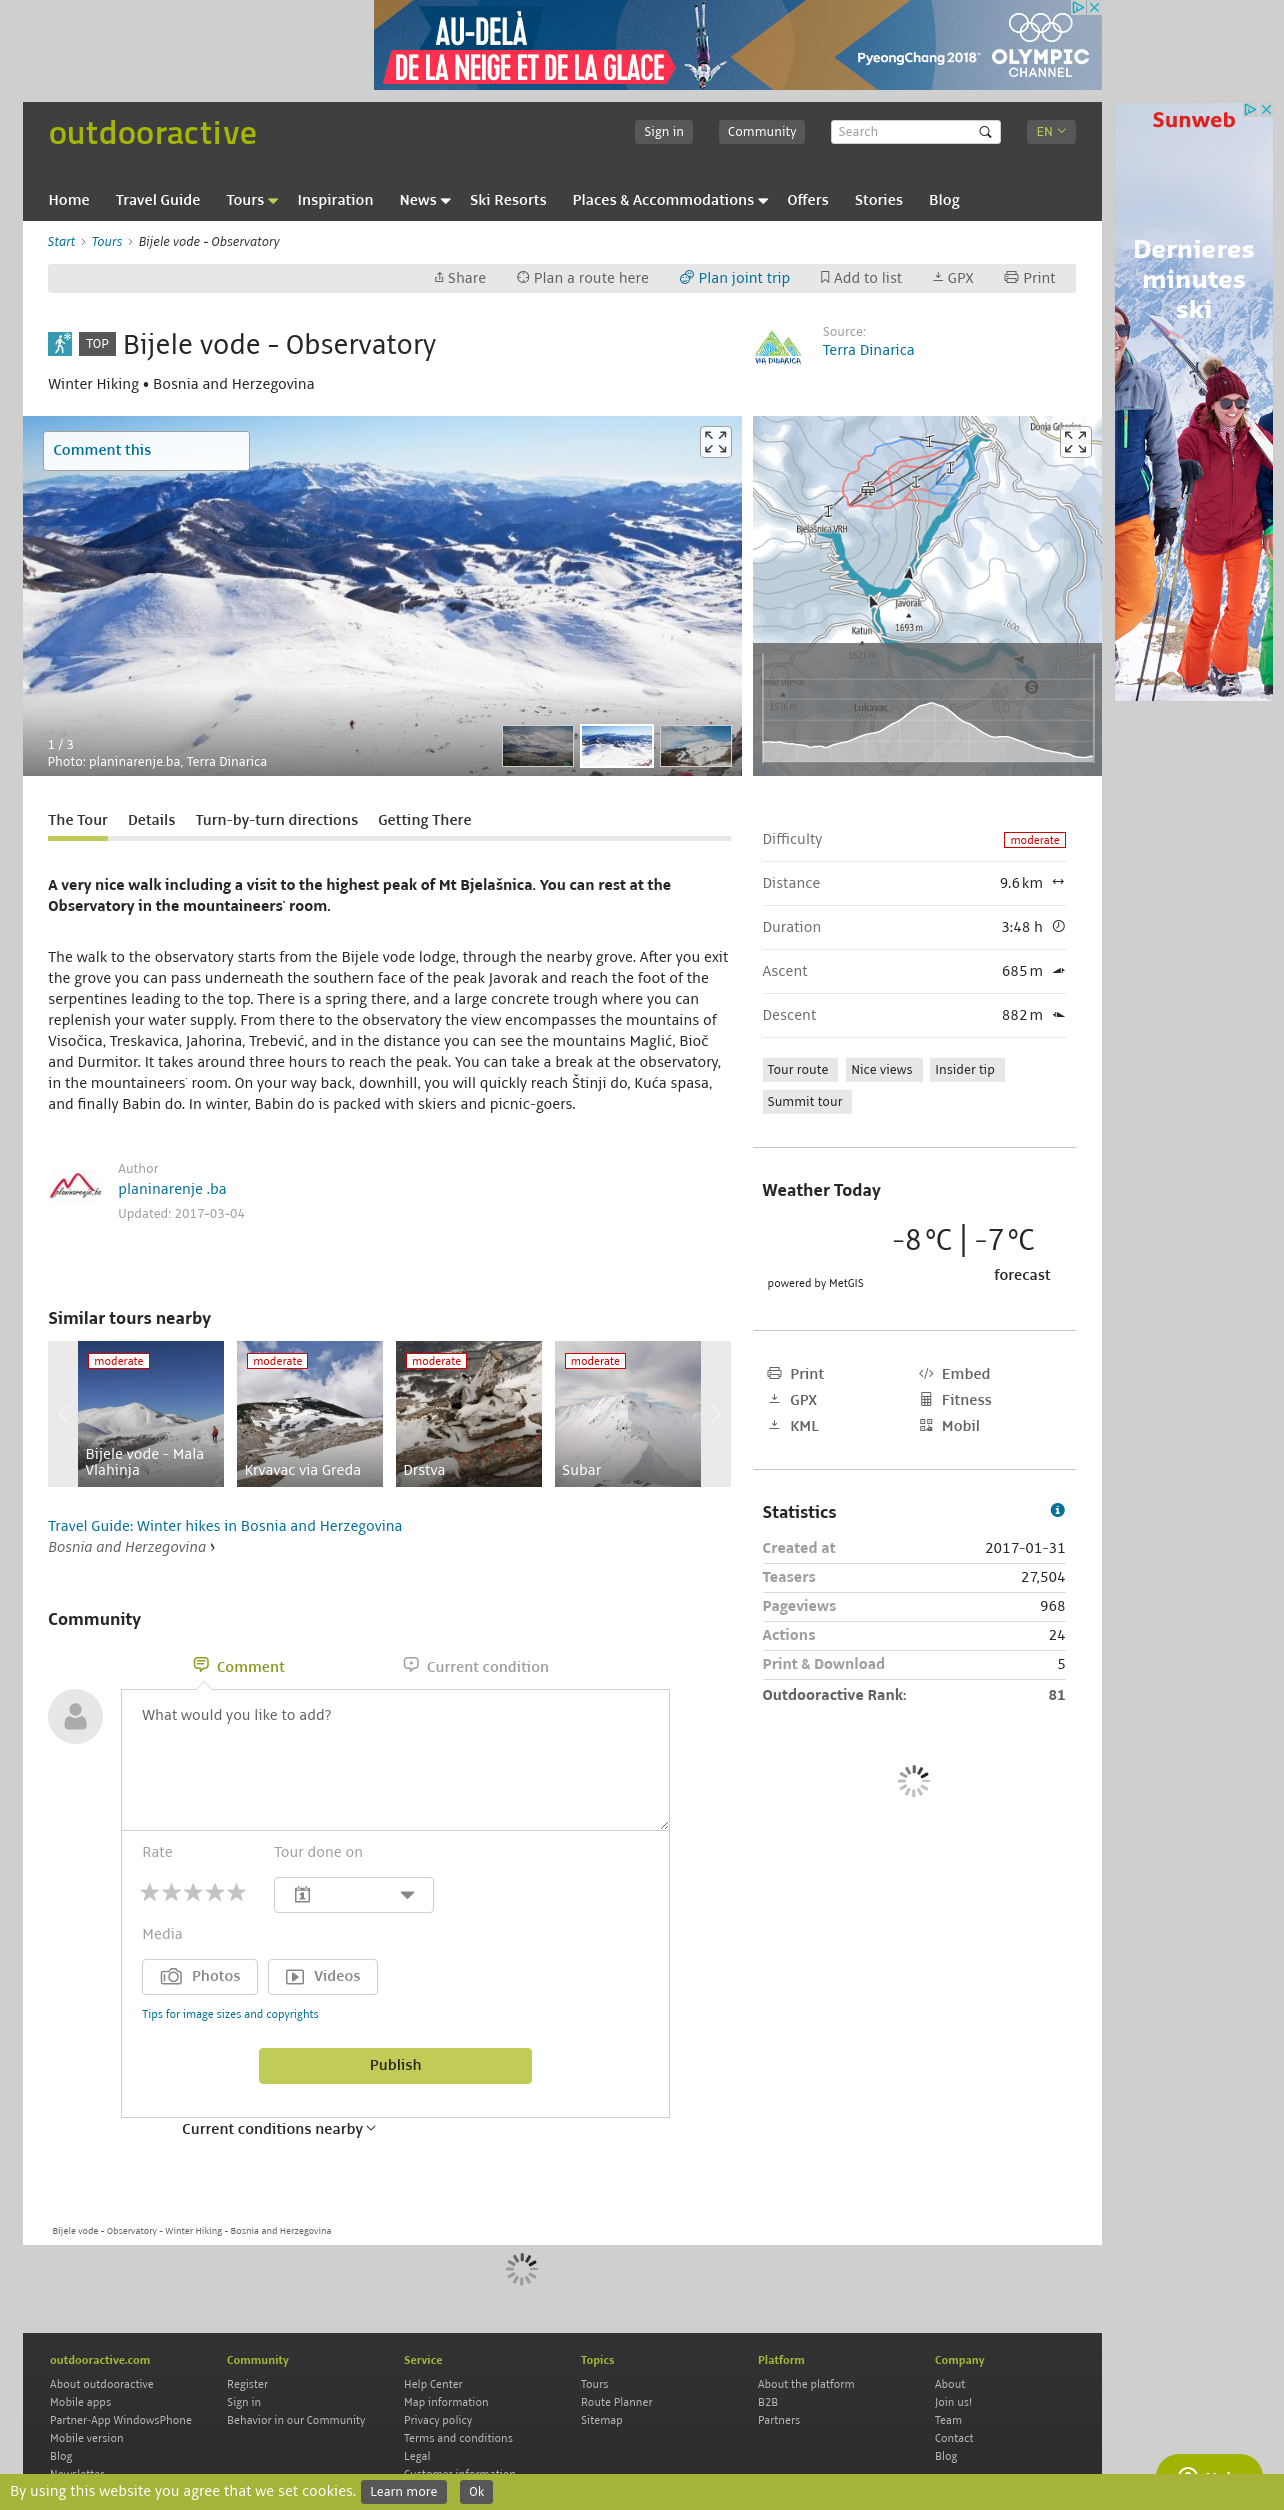 AU-DELÀ
DE LA NEIGE ET DE LA GLACE
PyeongChang 2018™
OLYMPIC
CHANNEL
outdooractive
Sign in
Community
Search
EN
Home
Travel Guide
Tours
Inspiration
News
Ski Resorts
Places & Accommodations
Offers
Stories
Blog
Sunweb
Dernieres
minutes
ski
Start > Tours > Bijele vode - Observatory
Share
Plan a route here
Plan joint trip
Add to list
GPX
Print
TOP
Bijele vode - Observatory
Winter Hiking • Bosnia and Herzegovina
Source:
Terra Dinarica
VIA DINARICA
Comment this
1 / 3
Photo: planinarenje.ba, Terra Dinarica
Bjelašnica VRH
Javorak
1693 m
Katun
1621 m
1600
1576 m
Lukavac
S
The Tour
Details
Turn-by-turn directions
Getting There
A very nice walk including a visit to the highest peak of Mt Bjelašnica. You can rest at the
Observatory in the mountaineers' room.
The walk to the observatory starts from the Bijele vode lodge, through the nearby grove. After you exit
the grove you can pass underneath the southern face of the peak Javorak and reach the foot of the
serpentines leading to the top. There is a spring there, and a large concrete trough where you can
replenish your water supply. From there to the observatory the view encompasses the mountains of
Visočica, Treskavica, Jahorina, Trebević, and in the distance you can see the mountains Maglić, Bioč
and Durmitor. It takes around three hours to reach the peak. You can take a break at the observatory,
in the mountaineers' room. On your way back, downhill, you will quickly reach Štinji do, Kuća spasa,
and finally Babin do. In winter, Babin do is packed with skiers and picnic-goers.
planinarenje.ba
Author
planinarenje .ba
Updated: 2017-03-04
Difficulty
moderate
Distance
9.6 km
Duration
3:48 h
Ascent
685 m
Descent
882 m
Tour route
Nice views
Insider tip
Summit tour
Weather Today
-8 °C | -7 °C
forecast
powered by MetGIS
Print
Embed
GPX
Fitness
KML
Mobil
Statistics
Created at
2017-01-31
Teasers
27,504
Pageviews
968
Actions
24
Print & Download
5
Outdooractive Rank:
81
Similar tours nearby
moderate
Bijele vode - Mala
Vlahinja
moderate
Krvavac via Greda
moderate
Drstva
moderate
Subar
Travel Guide: Winter hikes in Bosnia and Herzegovina
Bosnia and Herzegovina ›
Community
Comment
Current condition
What would you like to add?
Rate
Tour done on
Media
Photos
Videos
Tips for image sizes and copyrights
Publish
Current conditions nearby
Bijele vode - Observatory - Winter Hiking - Bosnia and Herzegovina
outdooractive.com
About outdooractive
Mobile apps
Partner-App WindowsPhone
Mobile version
Blog
Newsletter
Community
Register
Sign in
Behavior in our Community
Service
Help Center
Map information
Privacy policy
Terms and conditions
Legal
Customer information
Topics
Tours
Route Planner
Sitemap
Platform
About the platform
B2B
Partners
Company
About
Join us!
Team
Contact
Blog
By using this website you agree that we set cookies.
Learn more
Ok